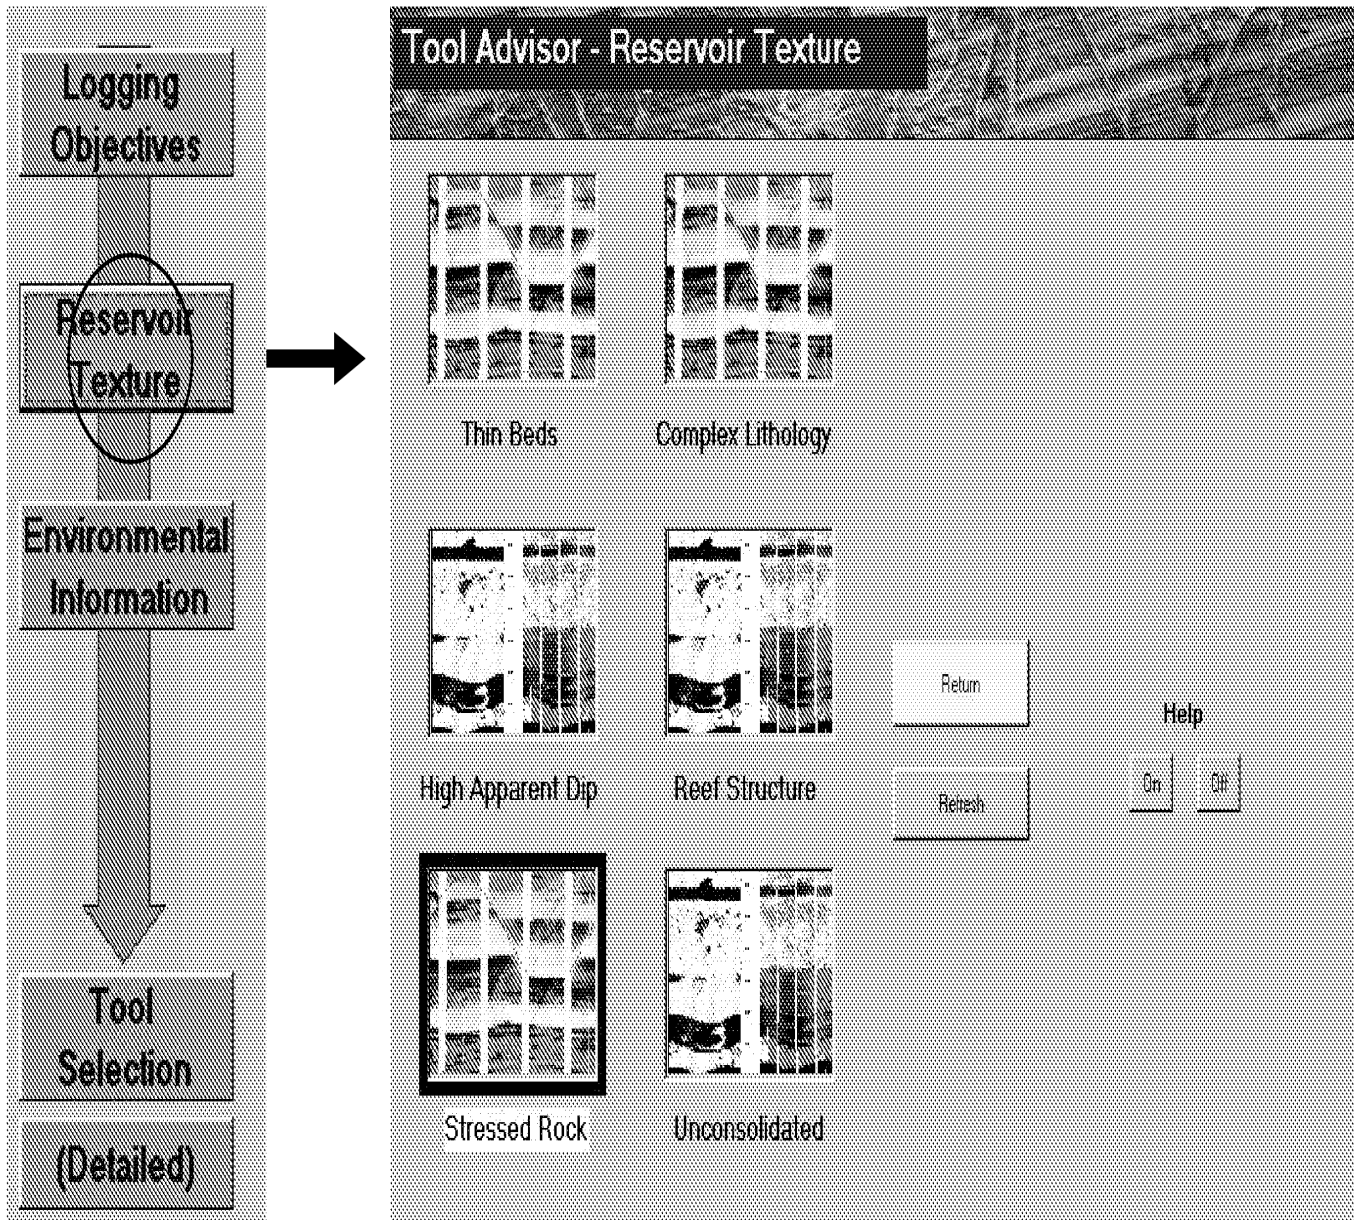 Logging
Objectives
Reservoir
Texture
Environmental
Information
Tool
Selection
(Detailed)
Tool Advisor - Reservoir Texture
Thin Beds
Complex Lithology
High Apparent Dip
Reef Structure
Return
Refresh
Help
On
Off
Stressed Rock
Unconsolidated